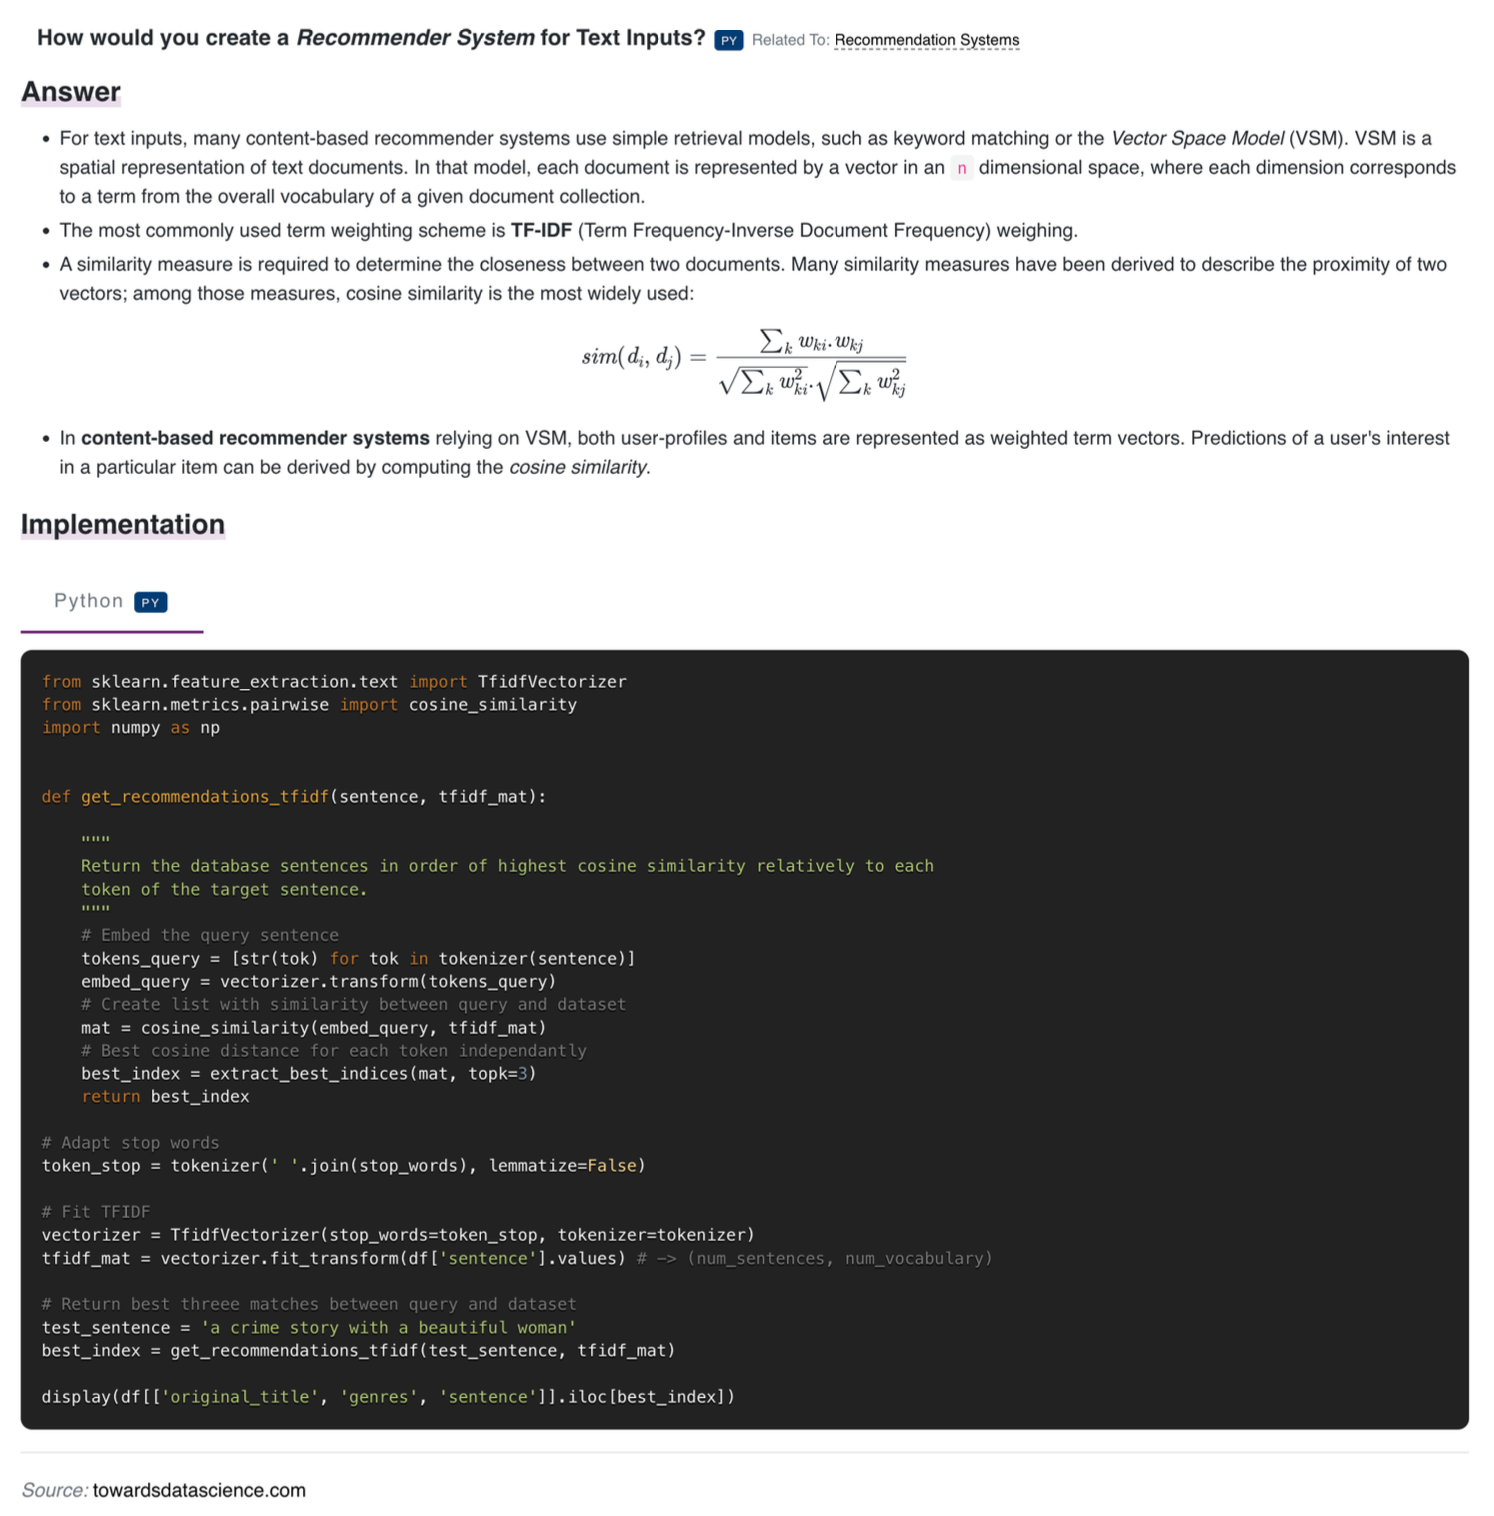 How would you create a Recommender System for Text Inputs? PY Related To: Recommendation Systems
Answer
• For text inputs, many content-based recommender systems use simple retrieval models, such as keyword matching or the Vector Space Model (VSM). VSM is a
spatial representation of text documents. In that model, each document is represented by a vector in an n dimensional space, where each dimension corresponds
to a term from the overall vocabulary of a given document collection.
• The most commonly used term weighting scheme is TF-IDF (Term Frequency-Inverse Document Frequency) weighing.
• A similarity measure is required to determine the closeness between two documents. Many similarity measures have been derived to describe the proximity of two
vectors; among those measures, cosine similarity is the most widely used:
sim(d_i, d_j) = \frac{\sum_k w_{ki}.w_{kj}}{\sqrt{\sum_k w_{ki}^2}.\sqrt{\sum_k w_{kj}^2}}
• In content-based recommender systems relying on VSM, both user-profiles and items are represented as weighted term vectors. Predictions of a user's interest
in a particular item can be derived by computing the cosine similarity.
Implementation
Python PY
from sklearn.feature_extraction.text import TfidfVectorizer
from sklearn.metrics.pairwise import cosine_similarity
import numpy as np
def get_recommendations_tfidf(sentence, tfidf_mat):
    """
    Return the database sentences in order of highest cosine similarity relatively to each
    token of the target sentence.
    """
    # Embed the query sentence
    tokens_query = [str(tok) for tok in tokenizer(sentence)]
    embed_query = vectorizer.transform(tokens_query)
    # Create list with similarity between query and dataset
    mat = cosine_similarity(embed_query, tfidf_mat)
    # Best cosine distance for each token independantly
    best_index = extract_best_indices(mat, topk=3)
    return best_index
# Adapt stop words
token_stop = tokenizer(' '.join(stop_words), lemmatize=False)
# Fit TFIDF
vectorizer = TfidfVectorizer(stop_words=token_stop, tokenizer=tokenizer)
tfidf_mat = vectorizer.fit_transform(df['sentence'].values) # -> (num_sentences, num_vocabulary)
# Return best threee matches between query and dataset
test_sentence = 'a crime story with a beautiful woman'
best_index = get_recommendations_tfidf(test_sentence, tfidf_mat)
display(df[['original_title', 'genres', 'sentence']].iloc[best_index])
Source: towardsdatascience.com